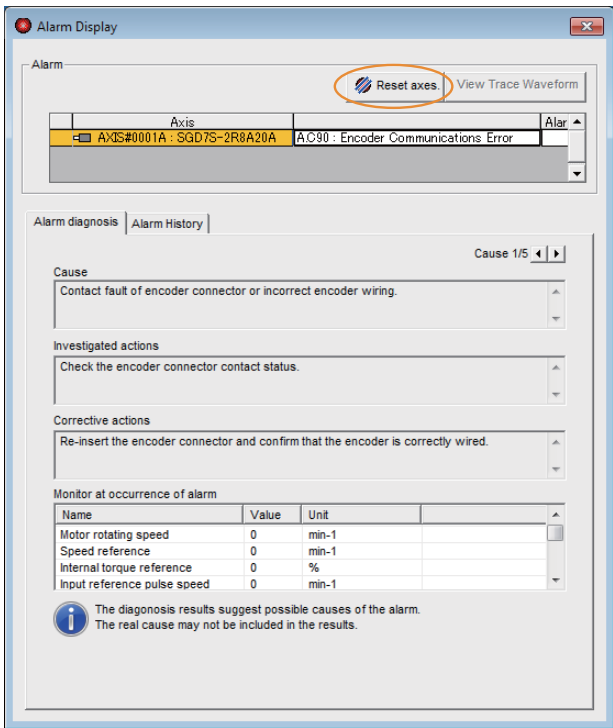 Alarm Display
Alarm
Reset axes.
View Trace Waveform
Axis
Alar
AXIS#0001A : SGD7S-2R8A20A
A.C90 : Encoder Communications Error
Alarm diagnosis
Alarm History
Cause 1/5
Cause
Contact fault of encoder connector or incorrect encoder wiring.
Investigated actions
Check the encoder connector contact status.
Corrective actions
Re-insert the encoder connector and confirm that the encoder is correctly wired.
Monitor at occurrence of alarm
Name Value Unit
Motor rotating speed 0 min-1
Speed reference 0 min-1
Internal torque reference 0 %
Input reference pulse speed 0 min-1
The diagonosis results suggest possible causes of the alarm.
The real cause may not be included in the results.